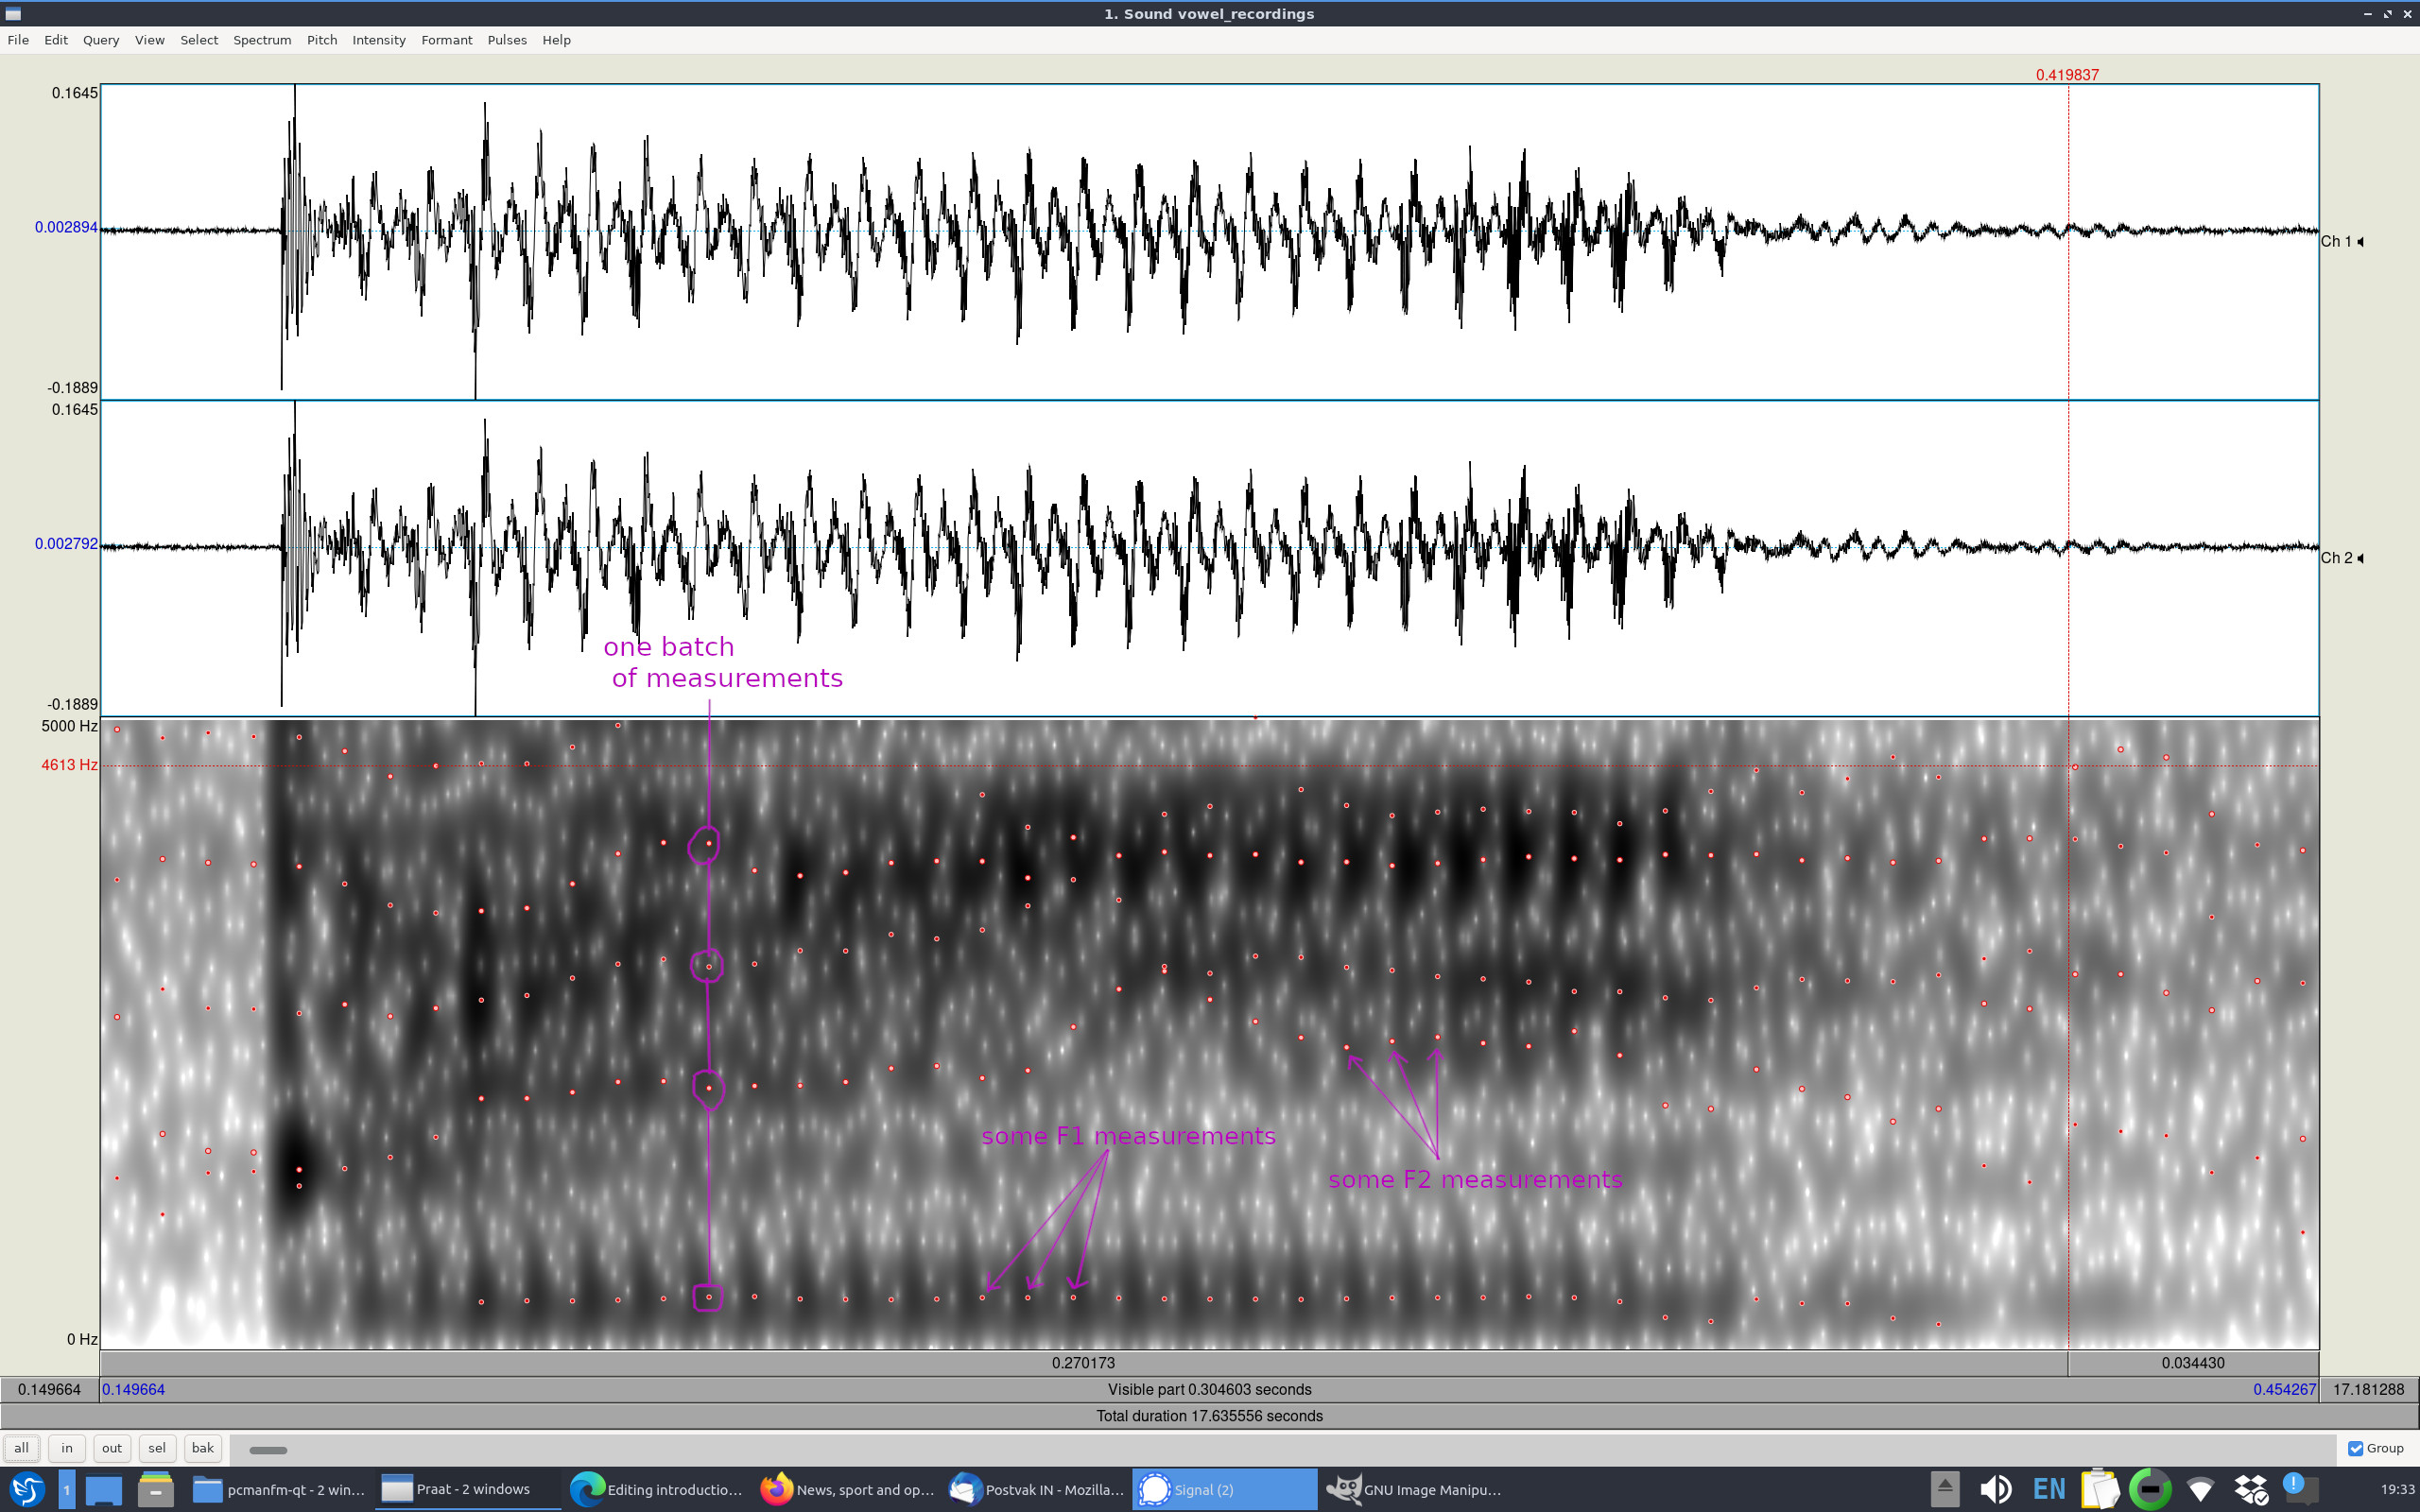 1. Sound vowel_recordings
File Edit Query View Select Spectrum Pitch Intensity Formant Pulses Help
0.419837
0.1645
0.002894
Ch 1
-0.1889
0.1645
0.002792
Ch 2
one batch
of measurements
-0.1889
5000 Hz
4613 Hz
some F1 measurements
some F2 measurements
0 Hz
0.270173 0.034430
0.149664 0.149664 Visible part 0.304603 seconds 0.454267 17.181288
Total duration 17.635556 seconds
all in out sel bak Group
1 pcmanfm-qt - 2 win... Praat - 2 windows Editing introductio... News, sport and op... Postvak IN - Mozilla... Signal (2) GNU Image Manipu... EN 19:33